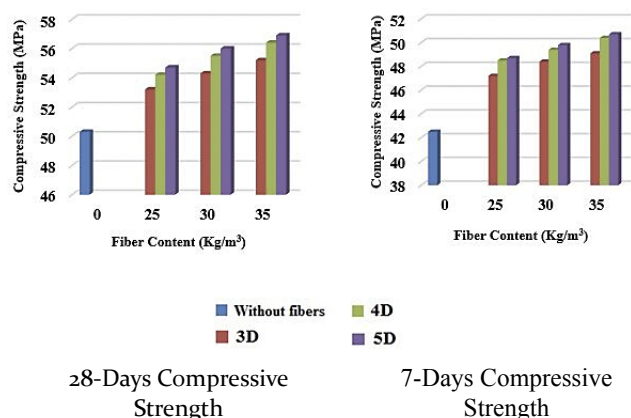 Compressive Strength (MPa)
58
56
54
52
50
48
46
0 25 30 35
Fiber Content (Kg/m³)
Compressive Strength (MPa)
52
50
48
46
44
42
40
38
0 25 30 35
Fiber Content (Kg/m³)
Without fibers 4D
3D 5D
28-Days Compressive
Strength
7-Days Compressive
Strength